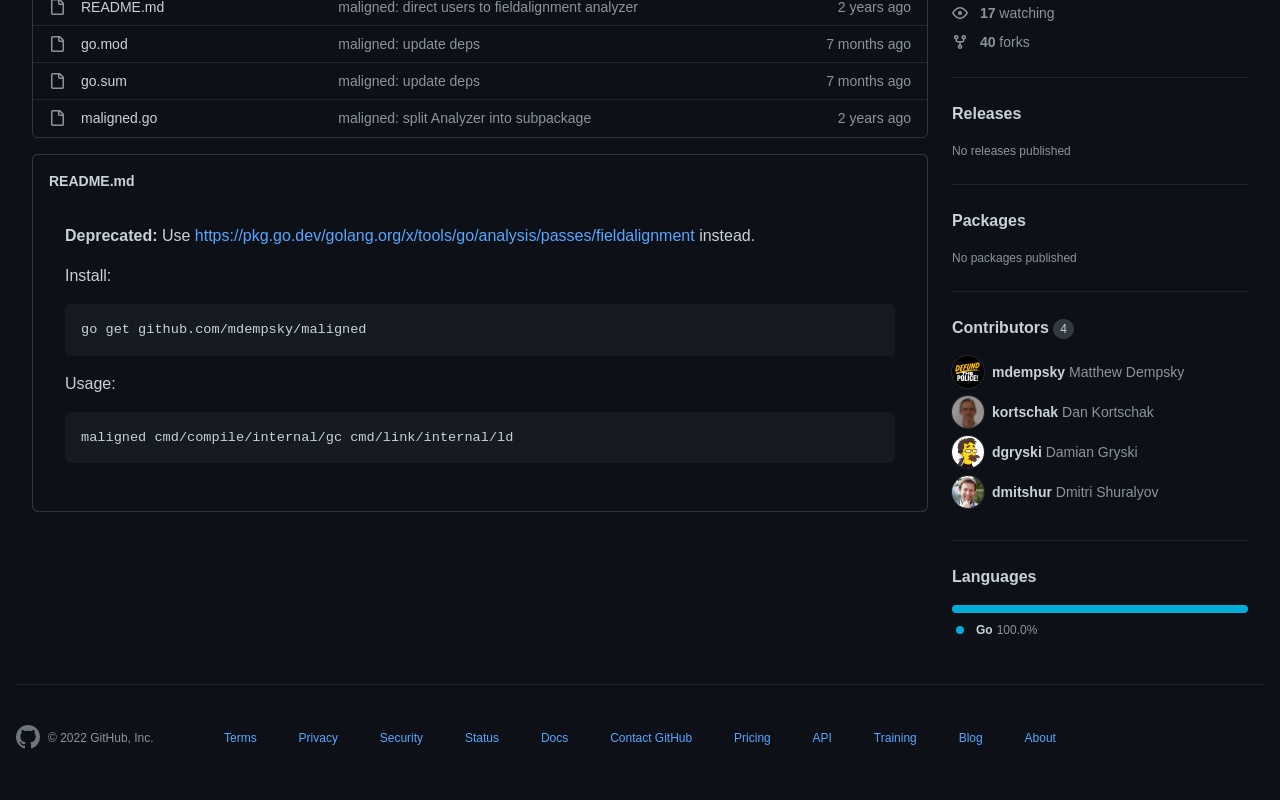 README.md maligned: direct users to fieldalignment analyzer 2 years ago
go.mod maligned: update deps 7 months ago
go.sum maligned: update deps 7 months ago
maligned.go maligned: split Analyzer into subpackage 2 years ago
README.md
Deprecated: Use https://pkg.go.dev/golang.org/x/tools/go/analysis/passes/fieldalignment instead.
Install:
go get github.com/mdempsky/maligned
Usage:
maligned cmd/compile/internal/gc cmd/link/internal/ld
17 watching
40 forks
Releases
No releases published
Packages
No packages published
Contributors 4
DEFUND
THE
POLICE!
mdempsky Matthew Dempsky
kortschak Dan Kortschak
dgryski Damian Gryski
dmitshur Dmitri Shuralyov
Languages
Go 100.0%
© 2022 GitHub, Inc. Terms Privacy Security Status Docs Contact GitHub Pricing API Training Blog About